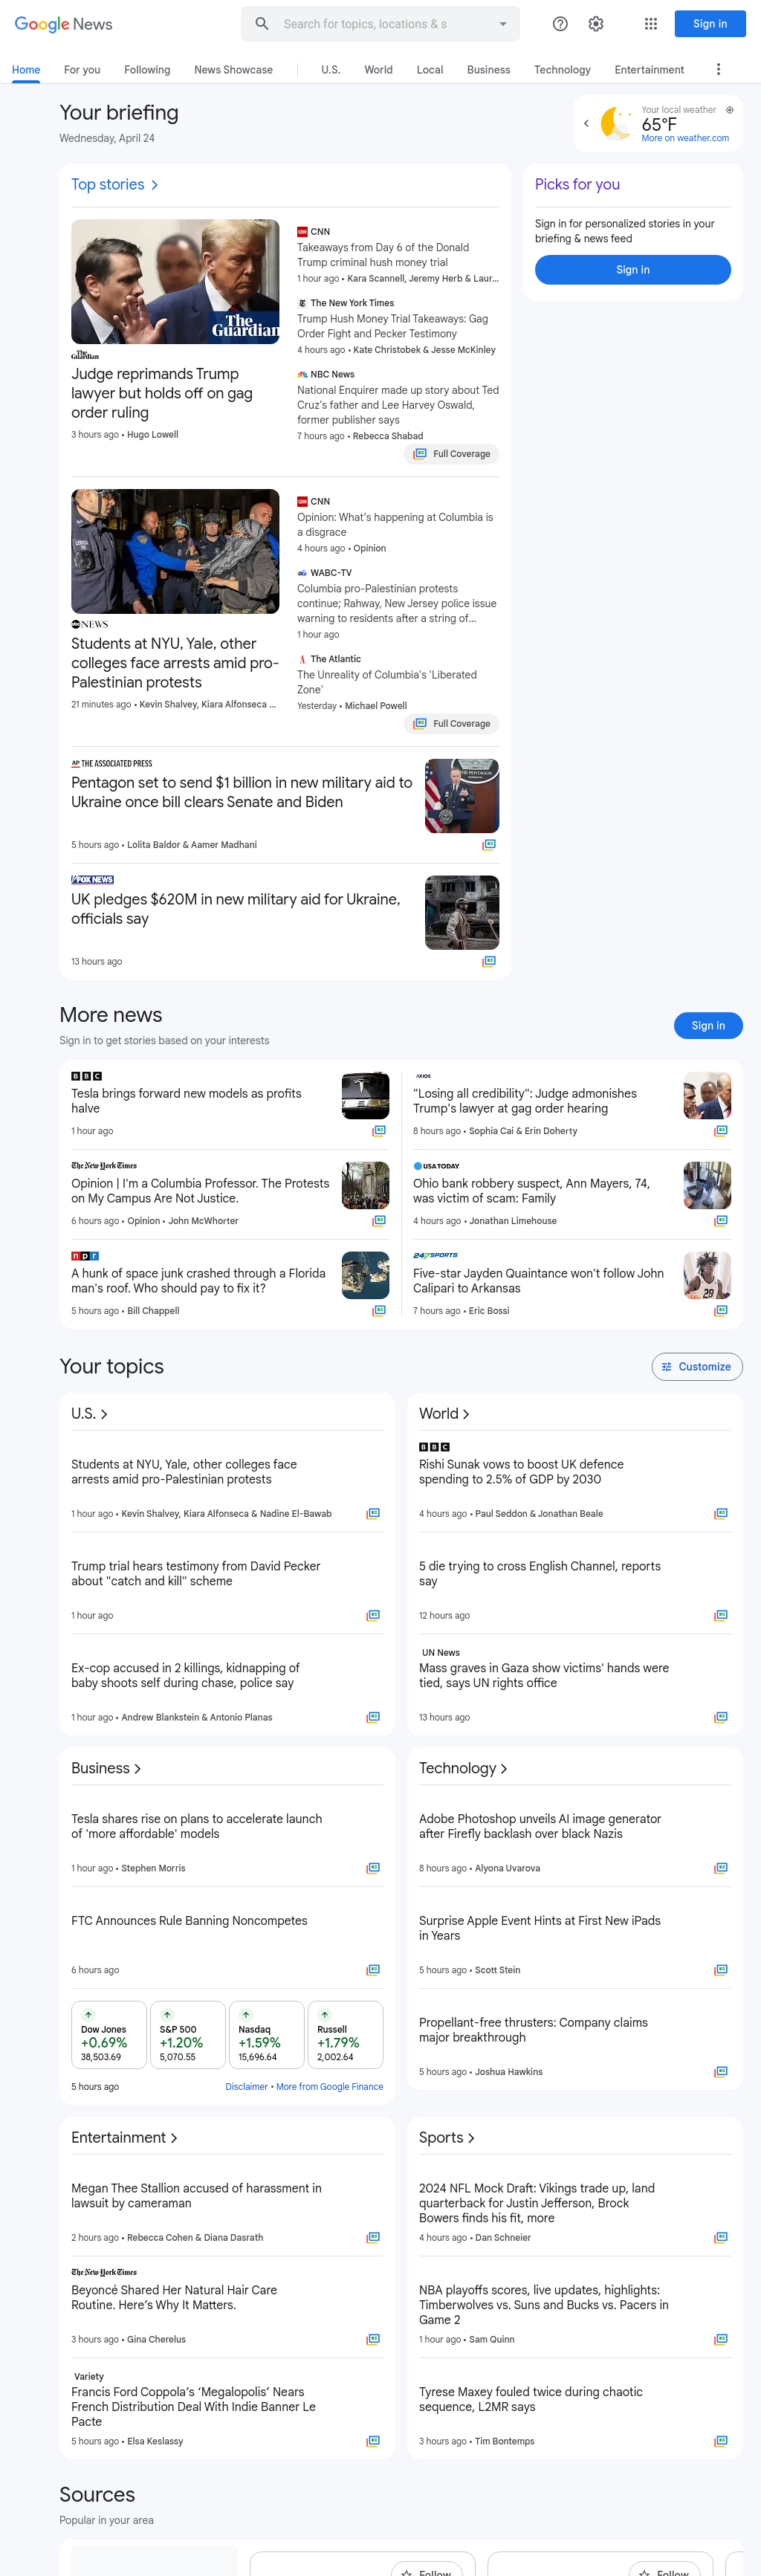 Google News
Search for topics, locations & s
Sign in
Home
For you
Following
News Showcase
U.S.
World
Local
Business
Technology
Entertainment
Your briefing
Wednesday, April 24
Your local weather
65°F
More on weather.com
Top stories
The Guardian
The Guardian
Judge reprimands Trump
lawyer but holds off on gag
order ruling
3 hours ago • Hugo Lowell
CNN
Takeaways from Day 6 of the Donald
Trump criminal hush money trial
1 hour ago • Kara Scannell, Jeremy Herb & Laur...
The New York Times
Trump Hush Money Trial Takeaways: Gag
Order Fight and Pecker Testimony
4 hours ago • Kate Christobek & Jesse McKinley
NBC News
National Enquirer made up story about Ted
Cruz's father and Lee Harvey Oswald,
former publisher says
7 hours ago • Rebecca Shabad
Full Coverage
Picks for you
Sign in for personalized stories in your
briefing & news feed
Sign in
abc NEWS
Students at NYU, Yale, other
colleges face arrests amid pro-
Palestinian protests
21 minutes ago • Kevin Shalvey, Kiara Alfonseca ...
CNN
Opinion: What's happening at Columbia is
a disgrace
4 hours ago • Opinion
WABC-TV
Columbia pro-Palestinian protests
continue; Rahway, New Jersey police issue
warning to residents after a string of...
1 hour ago
The Atlantic
The Unreality of Columbia's 'Liberated
Zone'
Yesterday • Michael Powell
Full Coverage
AP THE ASSOCIATED PRESS
Pentagon set to send $1 billion in new military aid to
Ukraine once bill clears Senate and Biden
5 hours ago • Lolita Baldor & Aamer Madhani
THE PENTAGON
FOX NEWS
UK pledges $620M in new military aid for Ukraine,
officials say
13 hours ago
More news
Sign in to get stories based on your interests
Sign in
BBC
Tesla brings forward new models as profits
halve
1 hour ago
AXIOS
"Losing all credibility": Judge admonishes
Trump's lawyer at gag order hearing
8 hours ago • Sophia Cai & Erin Doherty
The New York Times
Opinion | I'm a Columbia Professor. The Protests
on My Campus Are Not Justice.
6 hours ago • Opinion • John McWhorter
USA TODAY
Ohio bank robbery suspect, Ann Mayers, 74,
was victim of scam: Family
4 hours ago • Jonathan Limehouse
npr
A hunk of space junk crashed through a Florida
man's roof. Who should pay to fix it?
5 hours ago • Bill Chappell
247SPORTS
Five-star Jayden Quaintance won't follow John
Calipari to Arkansas
7 hours ago • Eric Bossi
28
Your topics
Customize
U.S.
Students at NYU, Yale, other colleges face
arrests amid pro-Palestinian protests
1 hour ago • Kevin Shalvey, Kiara Alfonseca & Nadine El-Bawab
Trump trial hears testimony from David Pecker
about "catch and kill" scheme
1 hour ago
Ex-cop accused in 2 killings, kidnapping of
baby shoots self during chase, police say
1 hour ago • Andrew Blankstein & Antonio Planas
World
BBC
Rishi Sunak vows to boost UK defence
spending to 2.5% of GDP by 2030
4 hours ago • Paul Seddon & Jonathan Beale
5 die trying to cross English Channel, reports
say
12 hours ago
UN News
Mass graves in Gaza show victims' hands were
tied, says UN rights office
13 hours ago
Business
Tesla shares rise on plans to accelerate launch
of 'more affordable' models
1 hour ago • Stephen Morris
FTC Announces Rule Banning Noncompetes
6 hours ago
Dow Jones
+0.69%
38,503.69
S&P 500
+1.20%
5,070.55
Nasdaq
+1.59%
15,696.64
Russell
+1.79%
2,002.64
5 hours ago
Disclaimer • More from Google Finance
Technology
Adobe Photoshop unveils AI image generator
after Firefly backlash over black Nazis
8 hours ago • Alyona Uvarova
Surprise Apple Event Hints at First New iPads
in Years
5 hours ago • Scott Stein
Propellant-free thrusters: Company claims
major breakthrough
5 hours ago • Joshua Hawkins
Entertainment
Megan Thee Stallion accused of harassment in
lawsuit by cameraman
2 hours ago • Rebecca Cohen & Diana Dasrath
The New York Times
Beyoncé Shared Her Natural Hair Care
Routine. Here's Why It Matters.
3 hours ago • Gina Cherelus
Variety
Francis Ford Coppola's 'Megalopolis' Nears
French Distribution Deal With Indie Banner Le
Pacte
5 hours ago • Elsa Keslassy
Sports
2024 NFL Mock Draft: Vikings trade up, land
quarterback for Justin Jefferson, Brock
Bowers finds his fit, more
4 hours ago • Dan Schneier
NBA playoffs scores, live updates, highlights:
Timberwolves vs. Suns and Bucks vs. Pacers in
Game 2
1 hour ago • Sam Quinn
Tyrese Maxey fouled twice during chaotic
sequence, L2MR says
3 hours ago • Tim Bontemps
Sources
Popular in your area
Follow
Follow